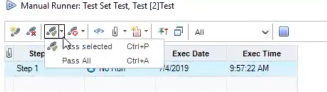 Manual Runner: Test Set Test, Test [2]Test
All
Step Exec Date Exec Time
Pass selected Ctrl+P
Step 1 No Run 7/4/2019 9:57:22 AM
Pass All Ctrl+A